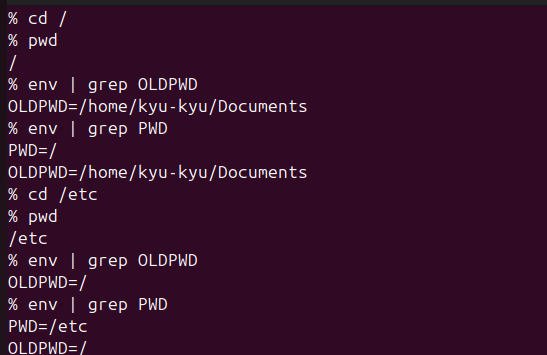 % cd /
% pwd
/
% env | grep OLDPWD
OLDPWD=/home/kyu-kyu/Documents
% env | grep PWD
PWD=/
OLDPWD=/home/kyu-kyu/Documents
% cd /etc
% pwd
/etc
% env | grep OLDPWD
OLDPWD=/
% env | grep PWD
PWD=/etc
OLDPWD=/